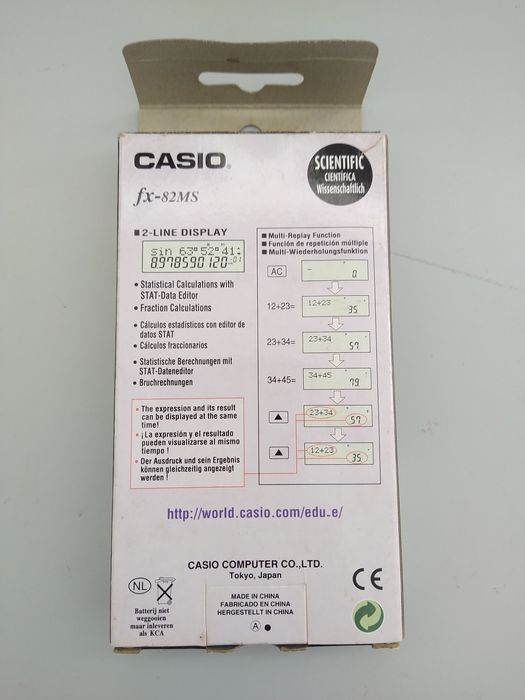 CASIO®
fx-82MS
SCIENTIFIC
CIENTÍFICA
Wissenschaftlich
■ 2-LINE DISPLAY
sin 63°52°41
8.978590120-01
• Statistical Calculations with
STAT-Data Editor
• Fraction Calculations
• Cálculos estadísticos con editor de
datos STAT
• Cálculos fraccionarios
• Statistische Berechnungen mit
STAT-Dateneditor
• Bruchrechnungen
• The expression and its result
can be displayed at the same
time!
• ¡La expresión y el resultado
pueden visualizarse al mismo
tiempo !
• Der Ausdruck und sein Ergebnis
können gleichzeitig angezeigt
werden !
■ Multi-Replay Function
■ Función de repetición múltiple
■ Multi-Wiederholungsfunktion
AC
0
12+23= 12+23
35
23+34= 23+34
57
34+45= 34+45
79
▲ 23+34
57
▲ 12+23
35
http://world.casio.com/edu_e/
CASIO COMPUTER CO.,LTD.
Tokyo, Japan
NL
Batterij niet
weggooien
maar inleveren
als KCA
MADE IN CHINA
FABRICADO EN CHINA
HERGESTELLT IN CHINA
A ●
CE